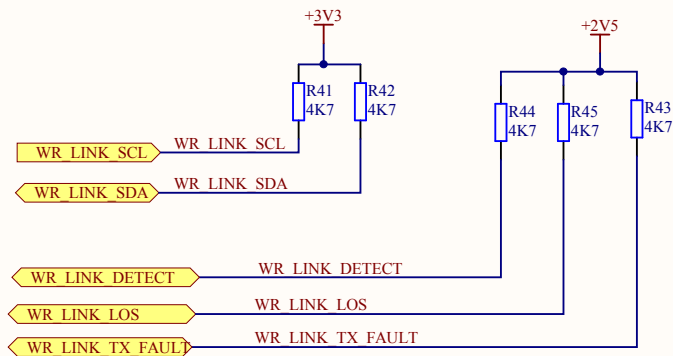 +3V3
+2V5
R41
4K7
R42
4K7
R44
4K7
R45
4K7
R43
4K7
WR_LINK_SCL
WR_LINK_SCL
WR_LINK_SDA
WR_LINK_SDA
WR_LINK_DETECT
WR_LINK_DETECT
WR_LINK_LOS
WR_LINK_LOS
WR_LINK_TX_FAULT
WR_LINK_TX_FAULT